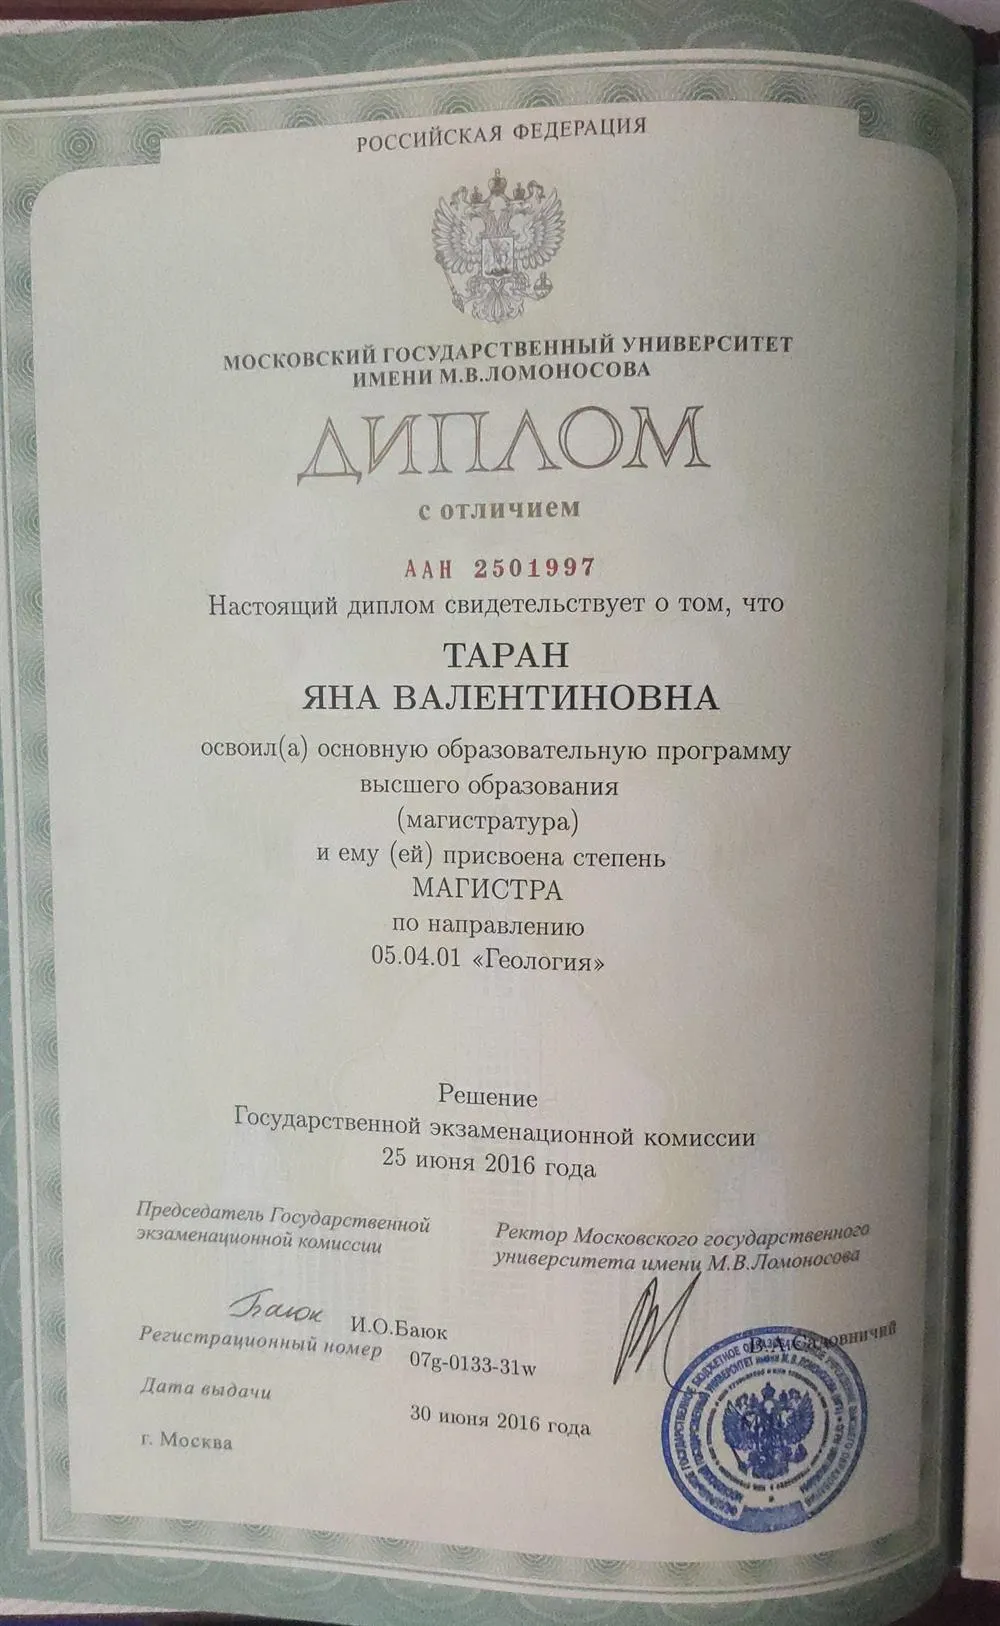 РОССИЙСКАЯ ФЕДЕРАЦИЯ
МОСКОВСКИЙ ГОСУДАРСТВЕННЫЙ УНИВЕРСИТЕТ
ИМЕНИ М.В.ЛОМОНОСОВА
ДИПЛОМ
с отличием
ААН 2501997
Настоящий диплом свидетельствует о том, что
ТАРАН
ЯНА ВАЛЕНТИНОВНА
освоил(а) основную образовательную программу
высшего образования
(магистратура)
и ему (ей) присвоена степень
МАГИСТРА
по направлению
05.04.01 «Геология»
Решение
Государственной экзаменационной комиссии
25 июня 2016 года
Председатель Государственной
экзаменационной комиссии
Баюк И.О.Баюк
Ректор Московского государственного
университета имени М.В.Ломоносова
В.А.Садовничий
Регистрационный номер 07g-0133-31w
Дата выдачи
30 июня 2016 года
г. Москва